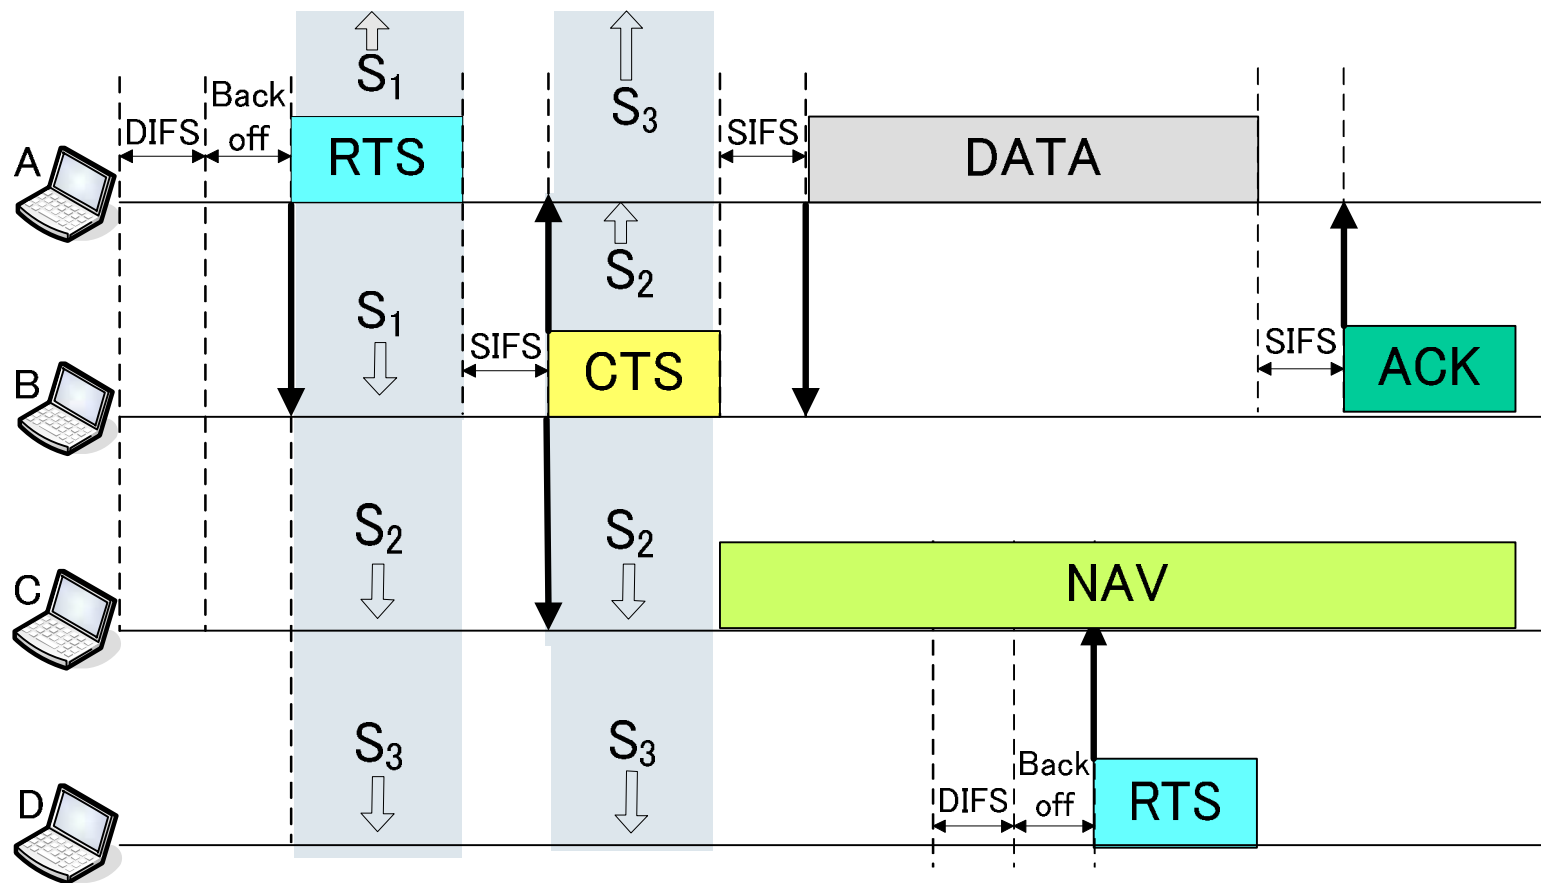 S₁
S₃
Back
off
DIFS
A
RTS
SIFS
DATA
S₂
S₁
B
SIFS
CTS
SIFS
ACK
S₂
S₂
C
NAV
S₃
S₃
D
DIFS
Back
off
RTS